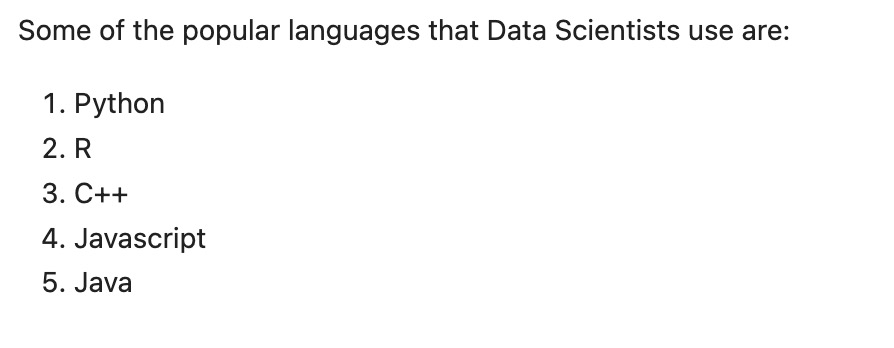 Some of the popular languages that Data Scientists use are:
1. Python
2. R
3. C++
4. Javascript
5. Java